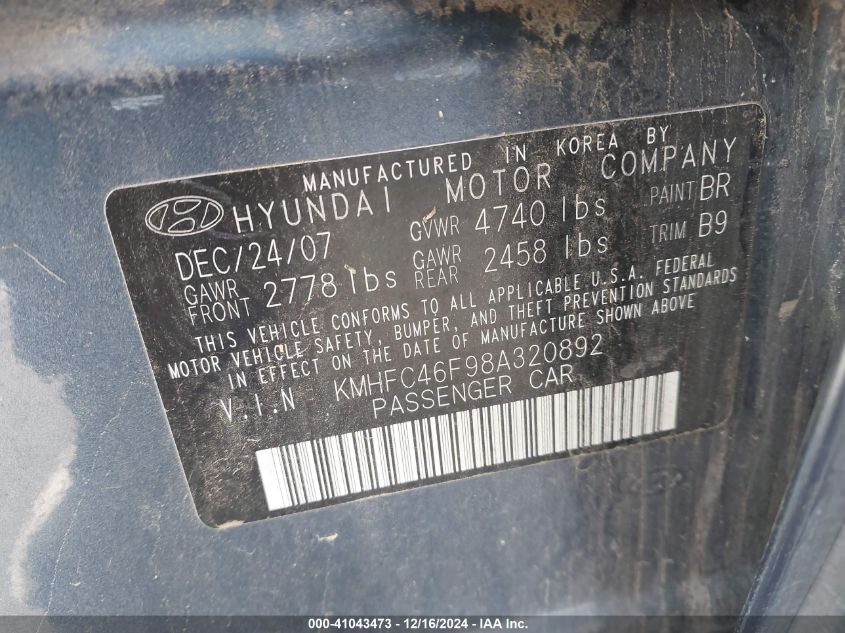 MANUFACTURED IN KOREA BY
HYUNDAI MOTOR COMPANY
DEC/24/07 GVWR 4740 lbs PAINT BR
GAWR FRONT 2778 lbs GAWR REAR 2458 lbs TRIM B9
THIS VEHICLE CONFORMS TO ALL APPLICABLE U.S.A. FEDERAL
MOTOR VEHICLE SAFETY, BUMPER, AND THEFT PREVENTION STANDARDS
IN EFFECT ON THE DATE OF MANUFACTURE SHOWN ABOVE
V.I.N KMHFC46F98A320892
PASSENGER CAR
000-41043473 - 12/16/2024 - IAA Inc.